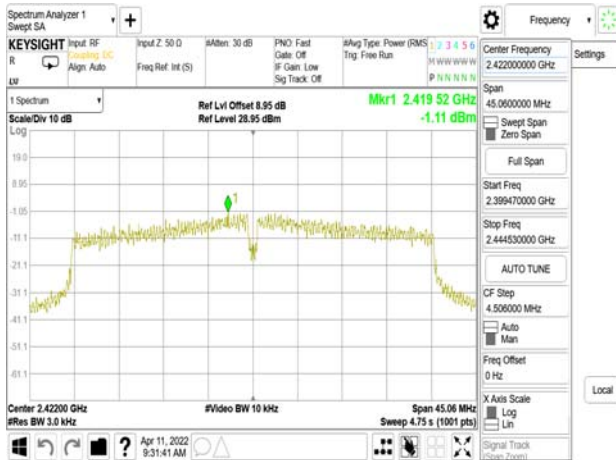 Spectrum Analyzer 1
Swept SA
+
Frequency
KEYSIGHT
R
Input: RF
Coupling: DC
Align: Auto
Input Z: 50 Ω
Freq Ref: Int (S)
#Atten: 30 dB
PNO: Fast
Gate: Off
IF Gain: Low
Sig Track: Off
#Avg Type: Power (RMS
Trig: Free Run
1 2 3 4 5 6
M W W W W W
P N N N N N
1 Spectrum
Scale/Div 10 dB
Ref Lvl Offset 8.95 dB
Ref Level 28.95 dBm
Mkr1 2.419 52 GHz
-1.11 dBm
Log
19.0
8.95
-1.05
-11.1
-21.1
-31.1
-41.1
-51.1
-61.1
1
Center 2.42200 GHz
#Res BW 3.0 kHz
#Video BW 10 kHz
Span 45.06 MHz
Sweep 4.75 s (1001 pts)
Apr 11, 2022
9:31:41 AM
?
Center Frequency
2.422000000 GHz
Settings
Span
45.0600000 MHz
Swept Span
Zero Span
Full Span
Start Freq
2.399470000 GHz
Stop Freq
2.444530000 GHz
AUTO TUNE
CF Step
4.506000 MHz
Auto
Man
Freq Offset
0 Hz
Local
X Axis Scale
Log
Lin
Signal Track
(Span Zoom)